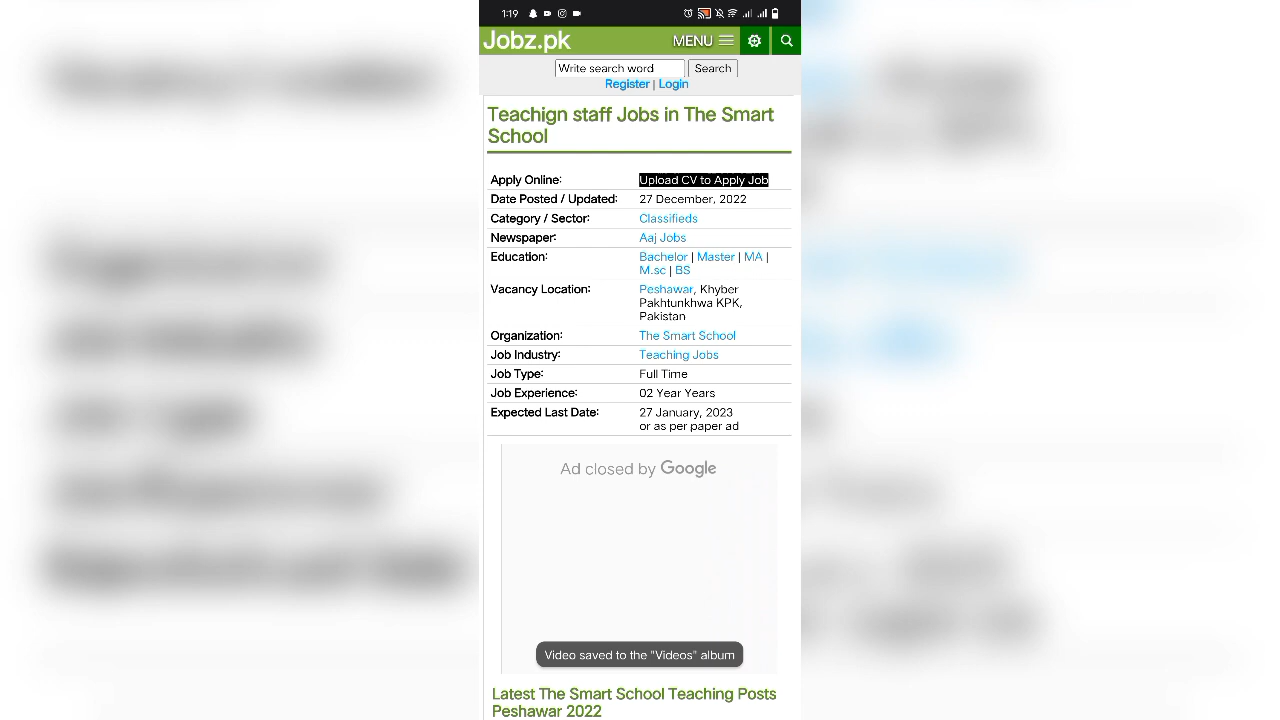 1:19
Jobz.pk MENU
Write search word Search
Register | Login
Teachign staff Jobs in The Smart
School
Apply Online: Upload CV to Apply Job
Date Posted / Updated: 27 December, 2022
Category / Sector: Classifieds
Newspaper: Aaj Jobs
Education: Bachelor | Master | MA |
M.sc | BS
Vacancy Location: Peshawar, Khyber
Pakhtunkhwa KPK,
Pakistan
Organization: The Smart School
Job Industry: Teaching Jobs
Job Type: Full Time
Job Experience: 02 Year Years
Expected Last Date: 27 January, 2023
or as per paper ad
Ad closed by Google
Video saved to the "Videos" album
Latest The Smart School Teaching Posts
Peshawar 2022